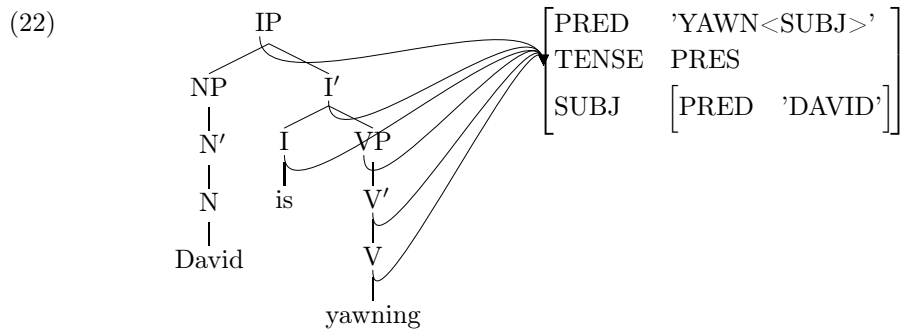 (22)
IP
NP I′
N′ I VP
N is V′
David V
yawning
PRED 'YAWN<SUBJ>'
TENSE PRES
SUBJ [PRED 'DAVID']